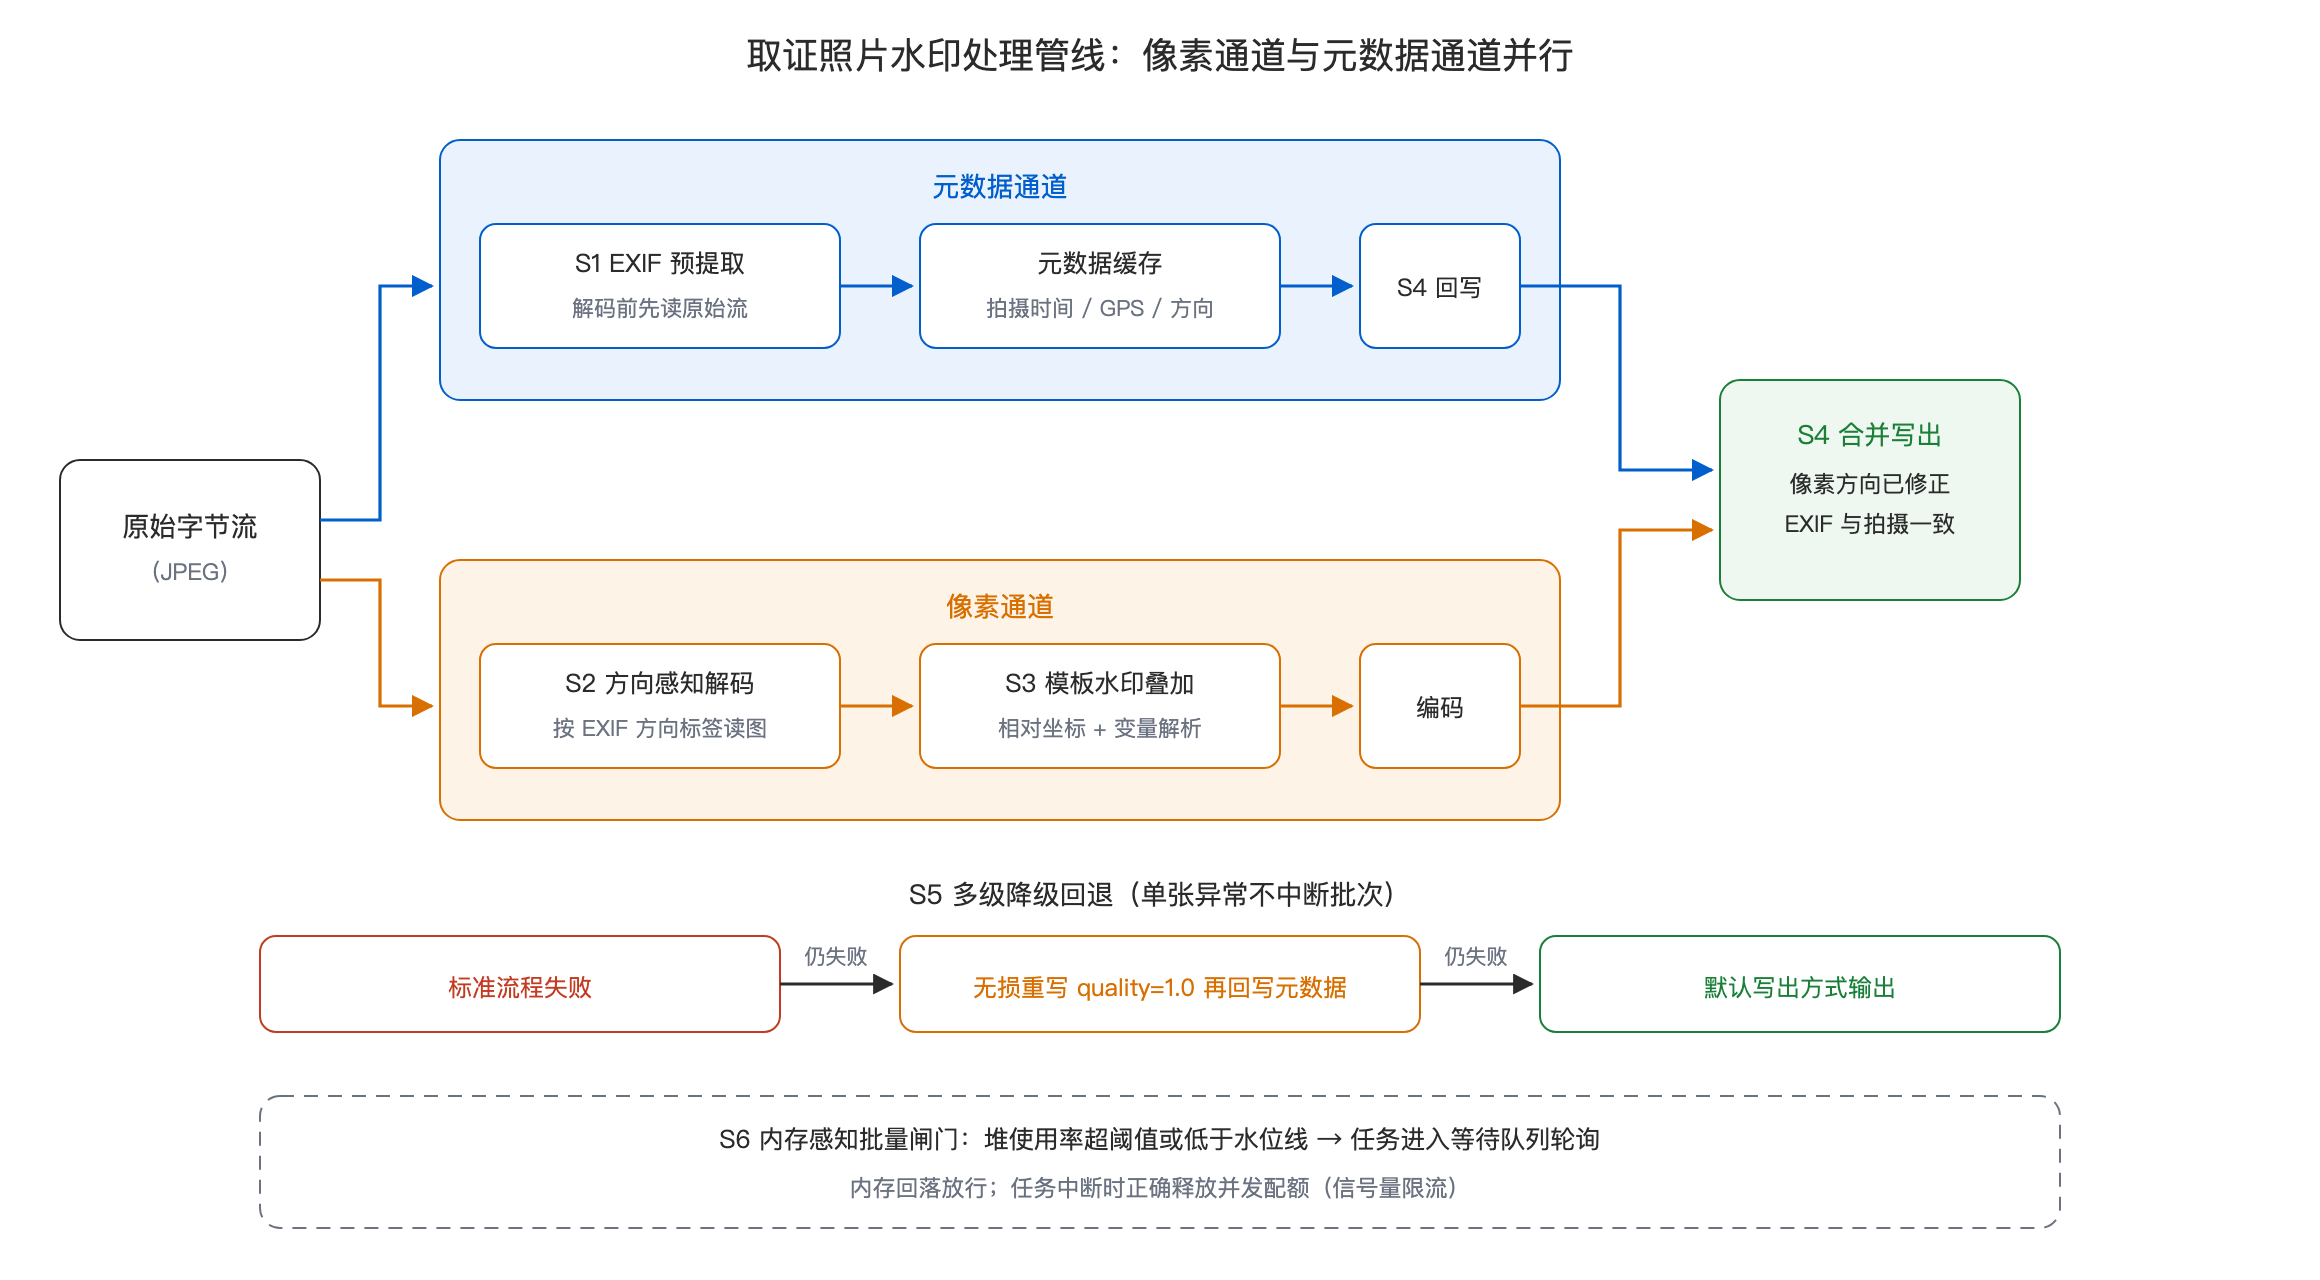 取证照片水印处理管线：像素通道与元数据通道并行
元数据通道
S1 EXIF 预提取
解码前先读原始流
元数据缓存
拍摄时间 / GPS / 方向
S4 回写
原始字节流
（JPEG）
S4 合并写出
像素方向已修正
EXIF 与拍摄一致
像素通道
S2 方向感知解码
按 EXIF 方向标签读图
S3 模板水印叠加
相对坐标 + 变量解析
编码
S5 多级降级回退（单张异常不中断批次）
标准流程失败
仍失败
无损重写 quality=1.0 再回写元数据
仍失败
默认写出方式输出
S6 内存感知批量闸门：堆使用率超阈值或低于水位线 → 任务进入等待队列轮询
内存回落放行；任务中断时正确释放并发配额（信号量限流）